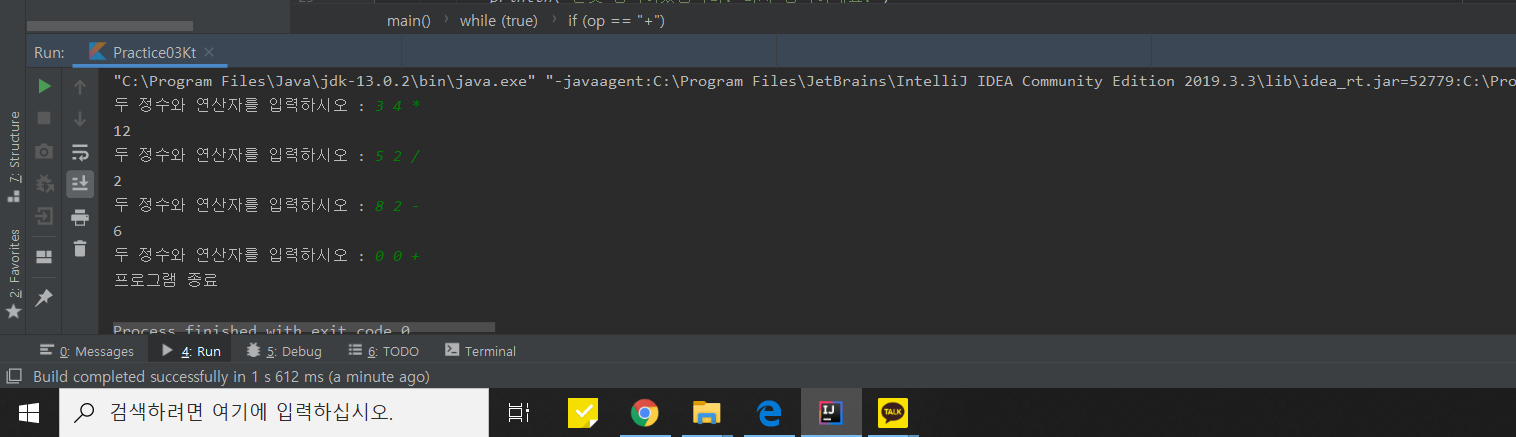 main() › while (true) › if (op == "+")
Run: Practice03Kt ×
"C:\Program Files\Java\jdk-13.0.2\bin\java.exe" "-javaagent:C:\Program Files\JetBrains\IntelliJ IDEA Community Edition 2019.3.3\lib\idea_rt.jar=52779:C:\Pro
두 정수와 연산자를 입력하시오 : 3 4 *
12
두 정수와 연산자를 입력하시오 : 5 2 /
2
두 정수와 연산자를 입력하시오 : 8 2 -
6
두 정수와 연산자를 입력하시오 : 0 0 +
프로그램 종료
Process finished with exit code 0
7: Structure
2: Favorites
0: Messages 4: Run 5: Debug 6: TODO Terminal
Build completed successfully in 1 s 612 ms (a minute ago)
검색하려면 여기에 입력하십시오.
IJ
TALK